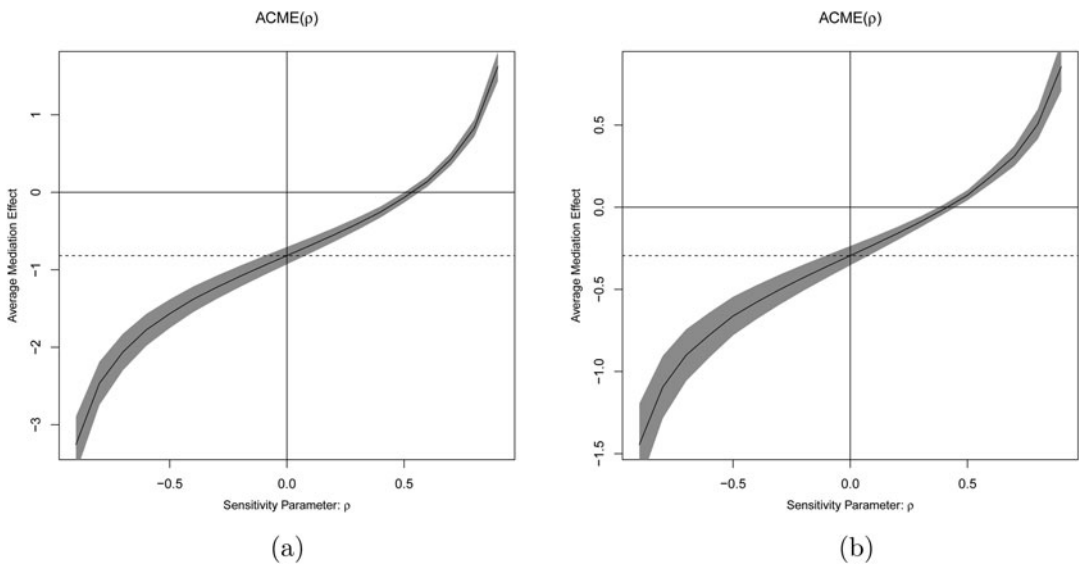 ACME(ρ)
1
0
−1
−2
−3
Average Mediation Effect
−0.5
0.0
0.5
Sensitivity Parameter: ρ
(a)
ACME(ρ)
0.5
0.0
−0.5
−1.0
−1.5
Average Mediation Effect
−0.5
0.0
0.5
Sensitivity Parameter: ρ
(b)